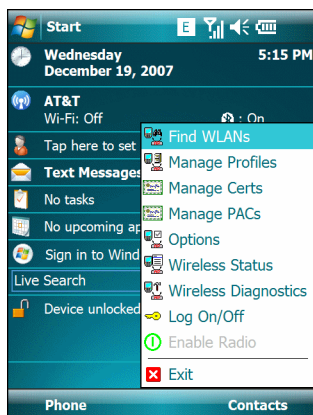 Start E
Wednesday 5:15 PM
December 19, 2007
AT&T
Wi-Fi: Off : On
Tap here to set
Text Messages
No tasks
No upcoming ap
Sign in to Wind
Live Search
Device unlocked
Find WLANs
Manage Profiles
Manage Certs
Manage PACs
Options
Wireless Status
Wireless Diagnostics
Log On/Off
Enable Radio
Exit
Phone Contacts